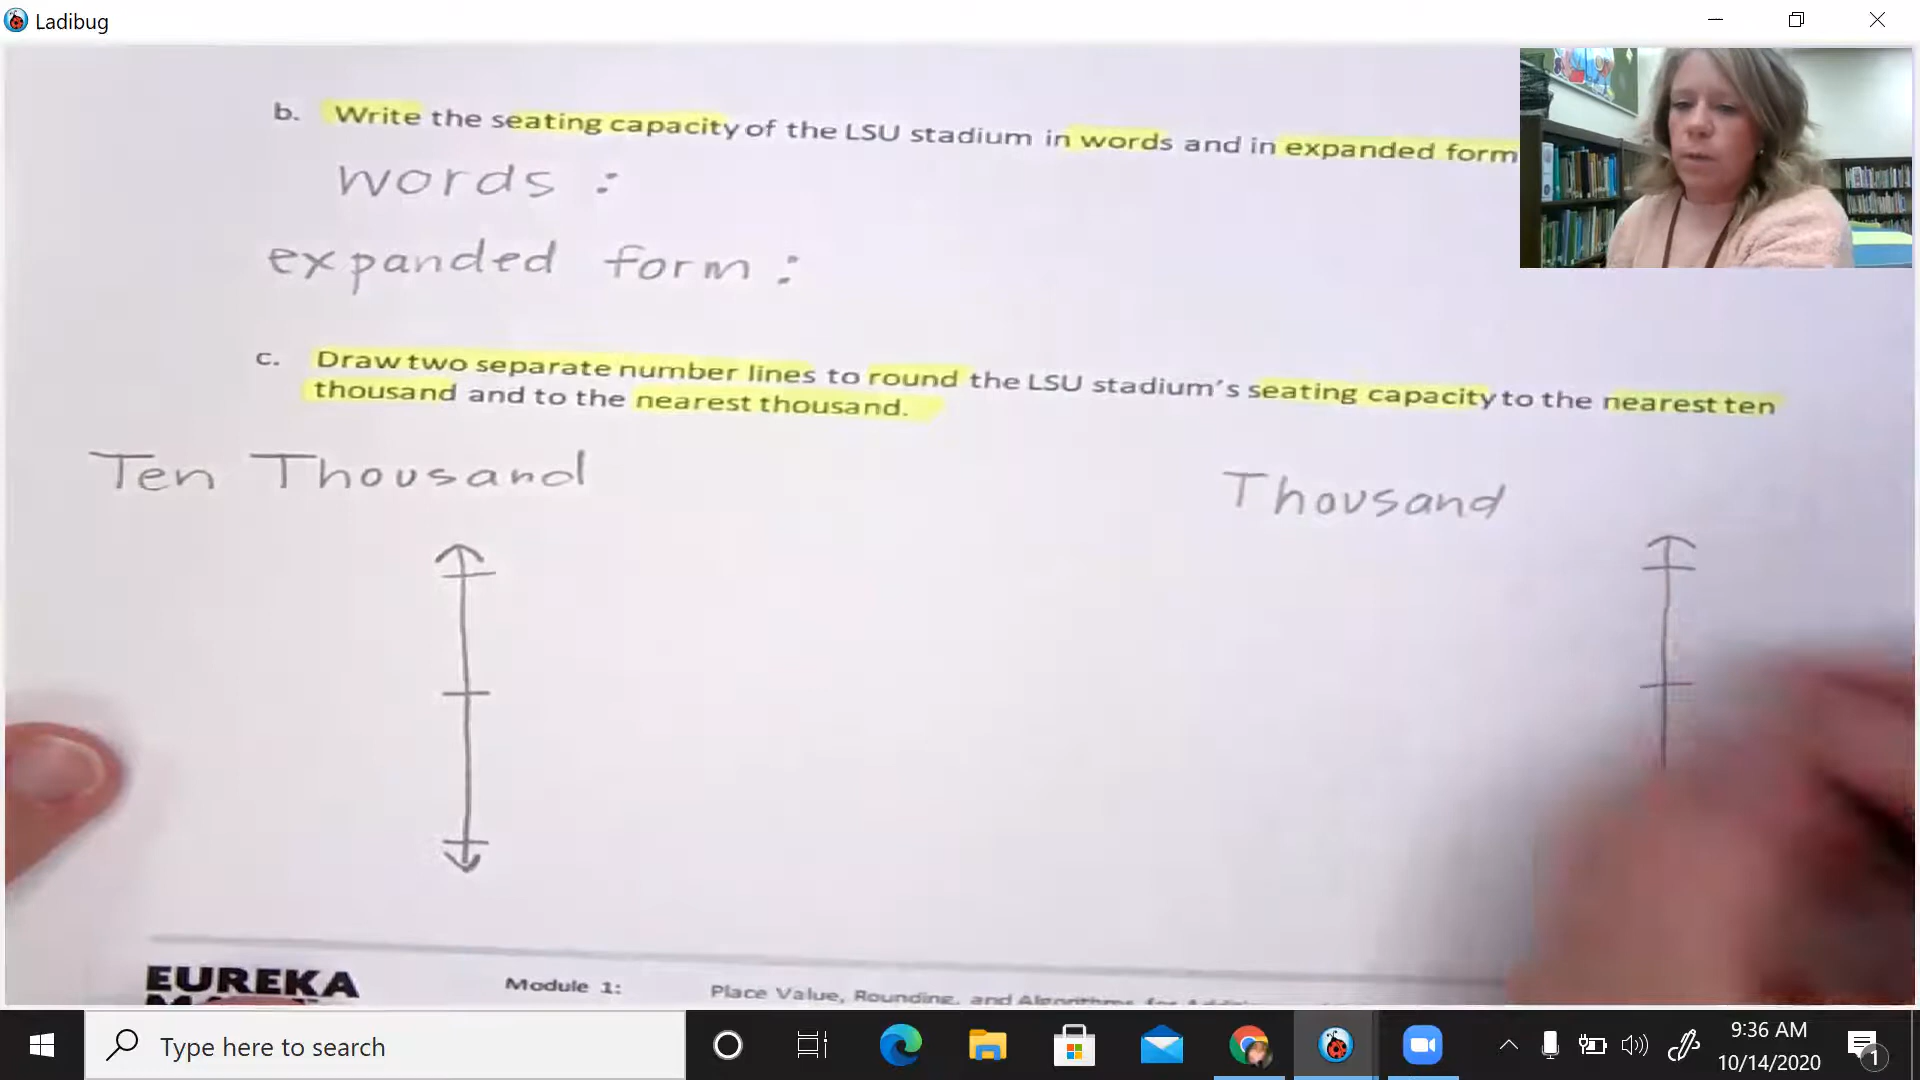 Ladibug
b. Write the seating capacity of the LSU stadium in words and in expanded form
words :
expanded form :
c. Draw two separate number lines to round the LSU stadium's seating capacity to the nearest ten
thousand and to the nearest thousand.
Ten Thousand
Thousand
EUREKA
Module 1:
Place Value, Rounding, and Algorithms for
Type here to search
9:36 AM
10/14/2020
1